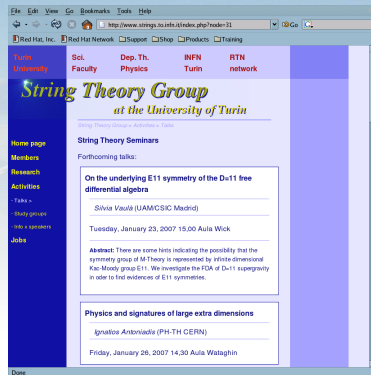 File Edit View Go Bookmarks Tools Help
http://www.strings.to.infn.it/index.php?node=31 Go
Red Hat, Inc. Red Hat Network Support Shop Products Training
Turin University
Sci. Faculty
Dep. Th. Physics
INFN Turin
RTN network
String Theory Group
at the University of Turin
String Theory Group » Activities » Talks
Home page
Members
Research
Activities
- Talks »
- Study groups
- Info x speakers
Jobs
String Theory Seminars
Forthcoming talks:
On the underlying E11 symmetry of the D=11 free
differential algebra
Silvia Vaulà (UAM/CSIC Madrid)
Tuesday, January 23, 2007 15,00 Aula Wick
Abstract: There are some hints indicating the possibility that the
symmetry group of M-Theory is represented by infinite dimensional
Kac-Moody group E11. We investigate the FDA of D=11 supergravity
in oder to find evidences of E11 symmetries.
Physics and signatures of large extra dimensions
Ignatios Antoniadis (PH-TH CERN)
Friday, January 26, 2007 14,30 Aula Wataghin
Done